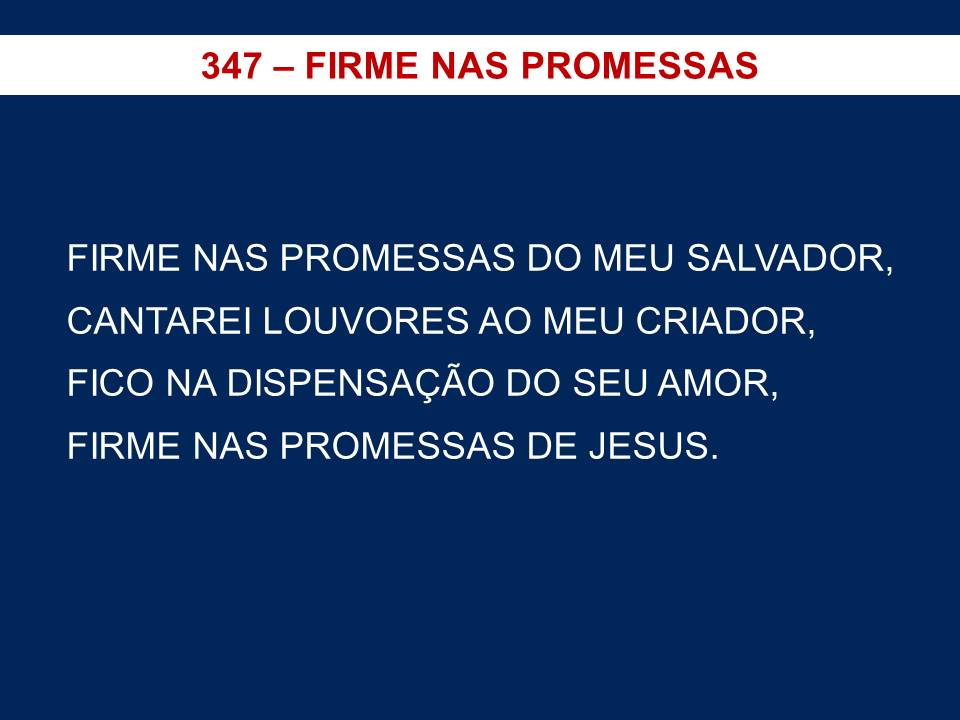 347 – FIRME NAS PROMESSAS
FIRME NAS PROMESSAS DO MEU SALVADOR,
CANTAREI LOUVORES AO MEU CRIADOR,
FICO NA DISPENSAÇÃO DO SEU AMOR,
FIRME NAS PROMESSAS DE JESUS.